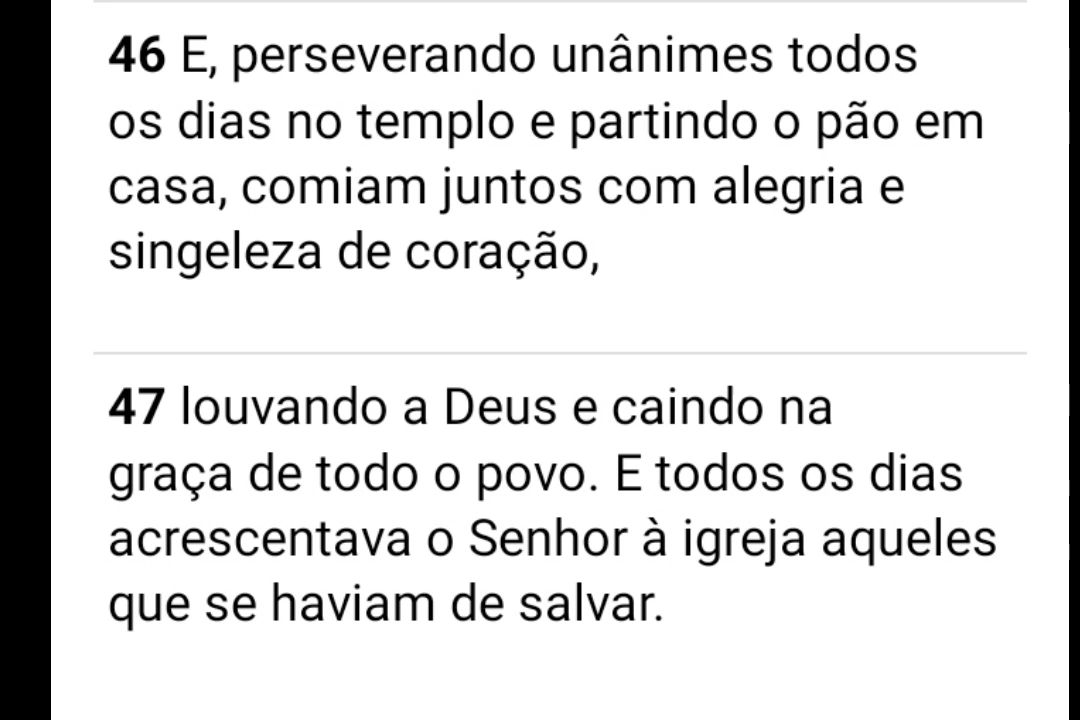 46 E, perseverando unânimes todos
os dias no templo e partindo o pão em
casa, comiam juntos com alegria e
singeleza de coração,
47 louvando a Deus e caindo na
graça de todo o povo. E todos os dias
acrescentava o Senhor à igreja aqueles
que se haviam de salvar.